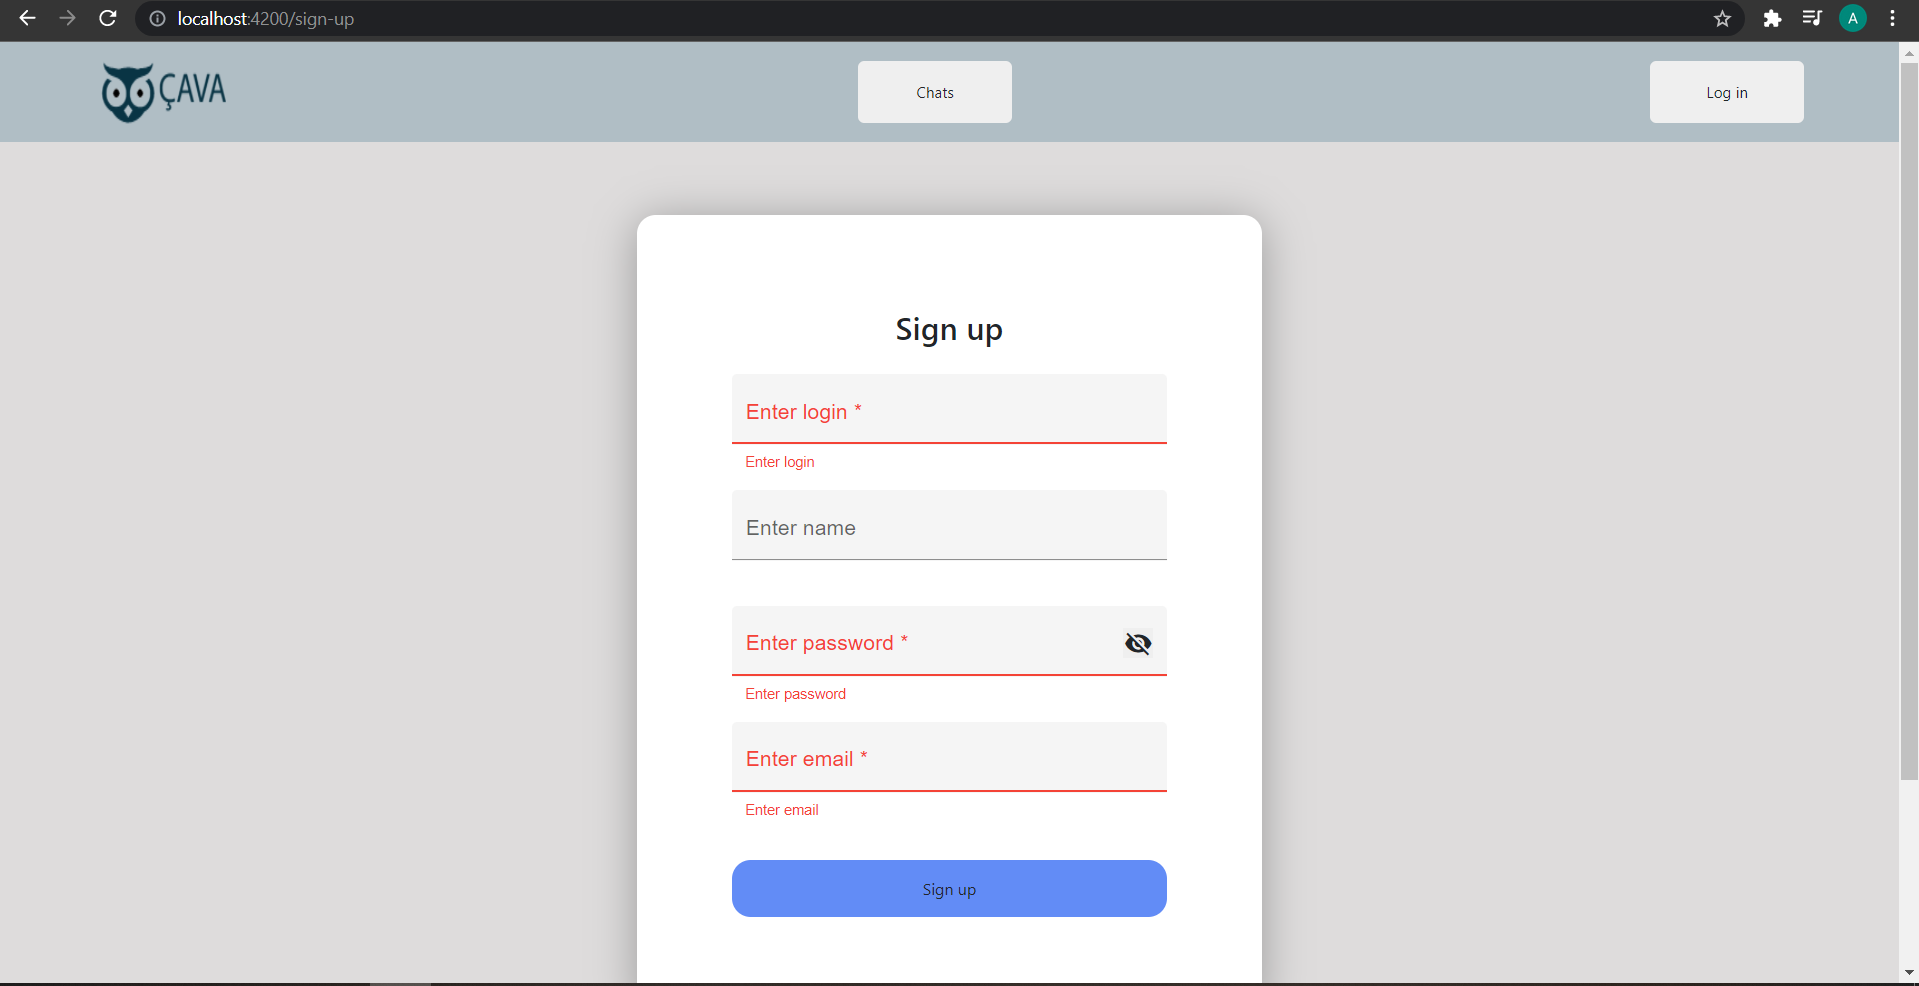 localhost:4200/sign-up
A
ÇAVA
Chats
Log in
Sign up
Enter login *
Enter login
Enter name
Enter password *
Enter password
Enter email *
Enter email
Sign up